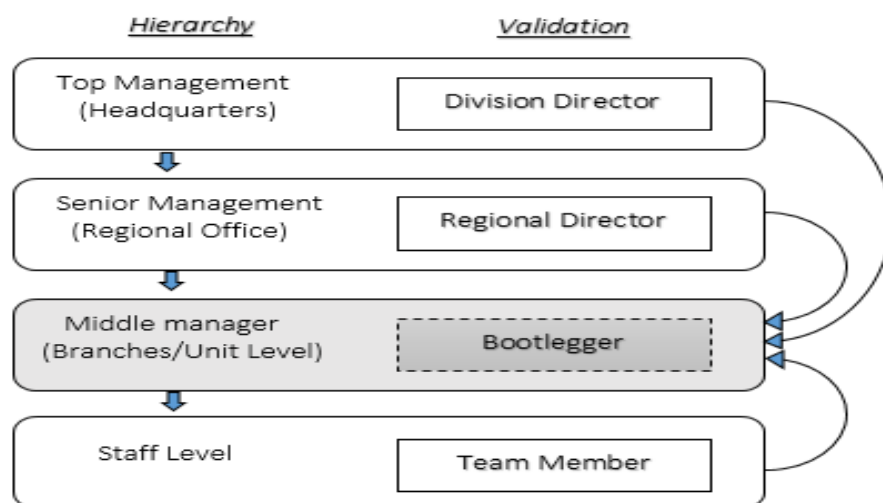 Hierarchy
Validation
Top Management
(Headquarters)
Division Director
Senior Management
(Regional Office)
Regional Director
Middle manager
(Branches/Unit Level)
Bootlegger
Staff Level
Team Member